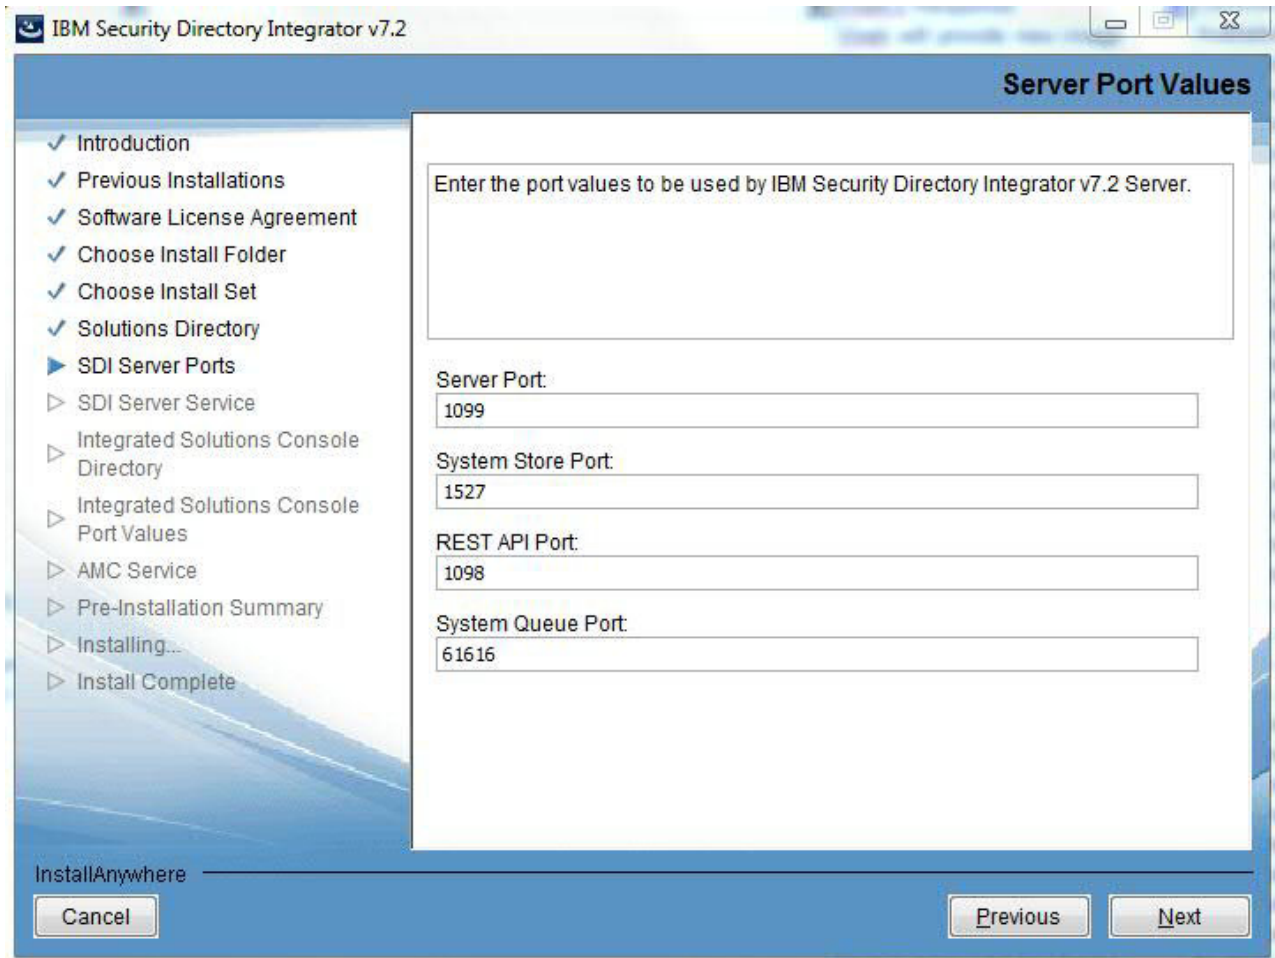 IBM Security Directory Integrator v7.2
Server Port Values
Introduction
Previous Installations
Software License Agreement
Choose Install Folder
Choose Install Set
Solutions Directory
SDI Server Ports
SDI Server Service
Integrated Solutions Console
Directory
Integrated Solutions Console
Port Values
AMC Service
Pre-Installation Summary
Installing...
Install Complete
Enter the port values to be used by IBM Security Directory Integrator v7.2 Server.
Server Port:
1099
System Store Port:
1527
REST API Port:
1098
System Queue Port:
61616
InstallAnywhere
Cancel
Previous
Next